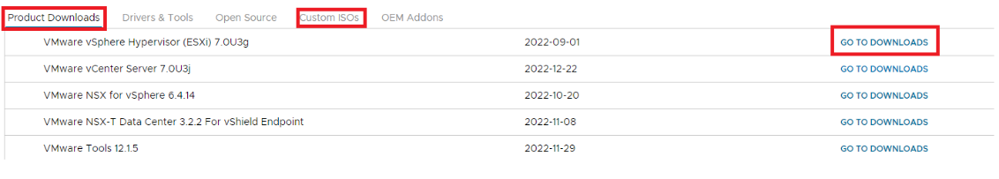 Product Downloads Drivers & Tools Open Source Custom ISOs OEM Addons
VMware vSphere Hypervisor (ESXi) 7.0U3g 2022-09-01 GO TO DOWNLOADS
VMware vCenter Server 7.0U3j 2022-12-22 GO TO DOWNLOADS
VMware NSX for vSphere 6.4.14 2022-10-20 GO TO DOWNLOADS
VMware NSX-T Data Center 3.2.2 For vShield Endpoint 2022-11-08 GO TO DOWNLOADS
VMware Tools 12.1.5 2022-11-29 GO TO DOWNLOADS